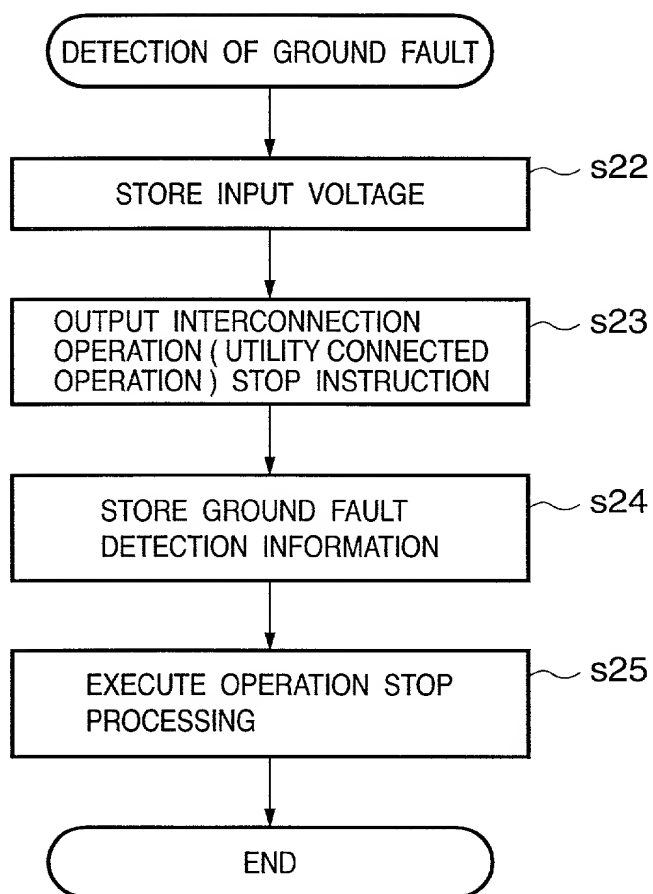 DETECTION OF GROUND FAULT
STORE INPUT VOLTAGE
s22
OUTPUT INTERCONNECTION
OPERATION ( UTILITY CONNECTED
OPERATION ) STOP INSTRUCTION
s23
STORE GROUND FAULT
DETECTION INFORMATION
s24
EXECUTE OPERATION STOP
PROCESSING
s25
END